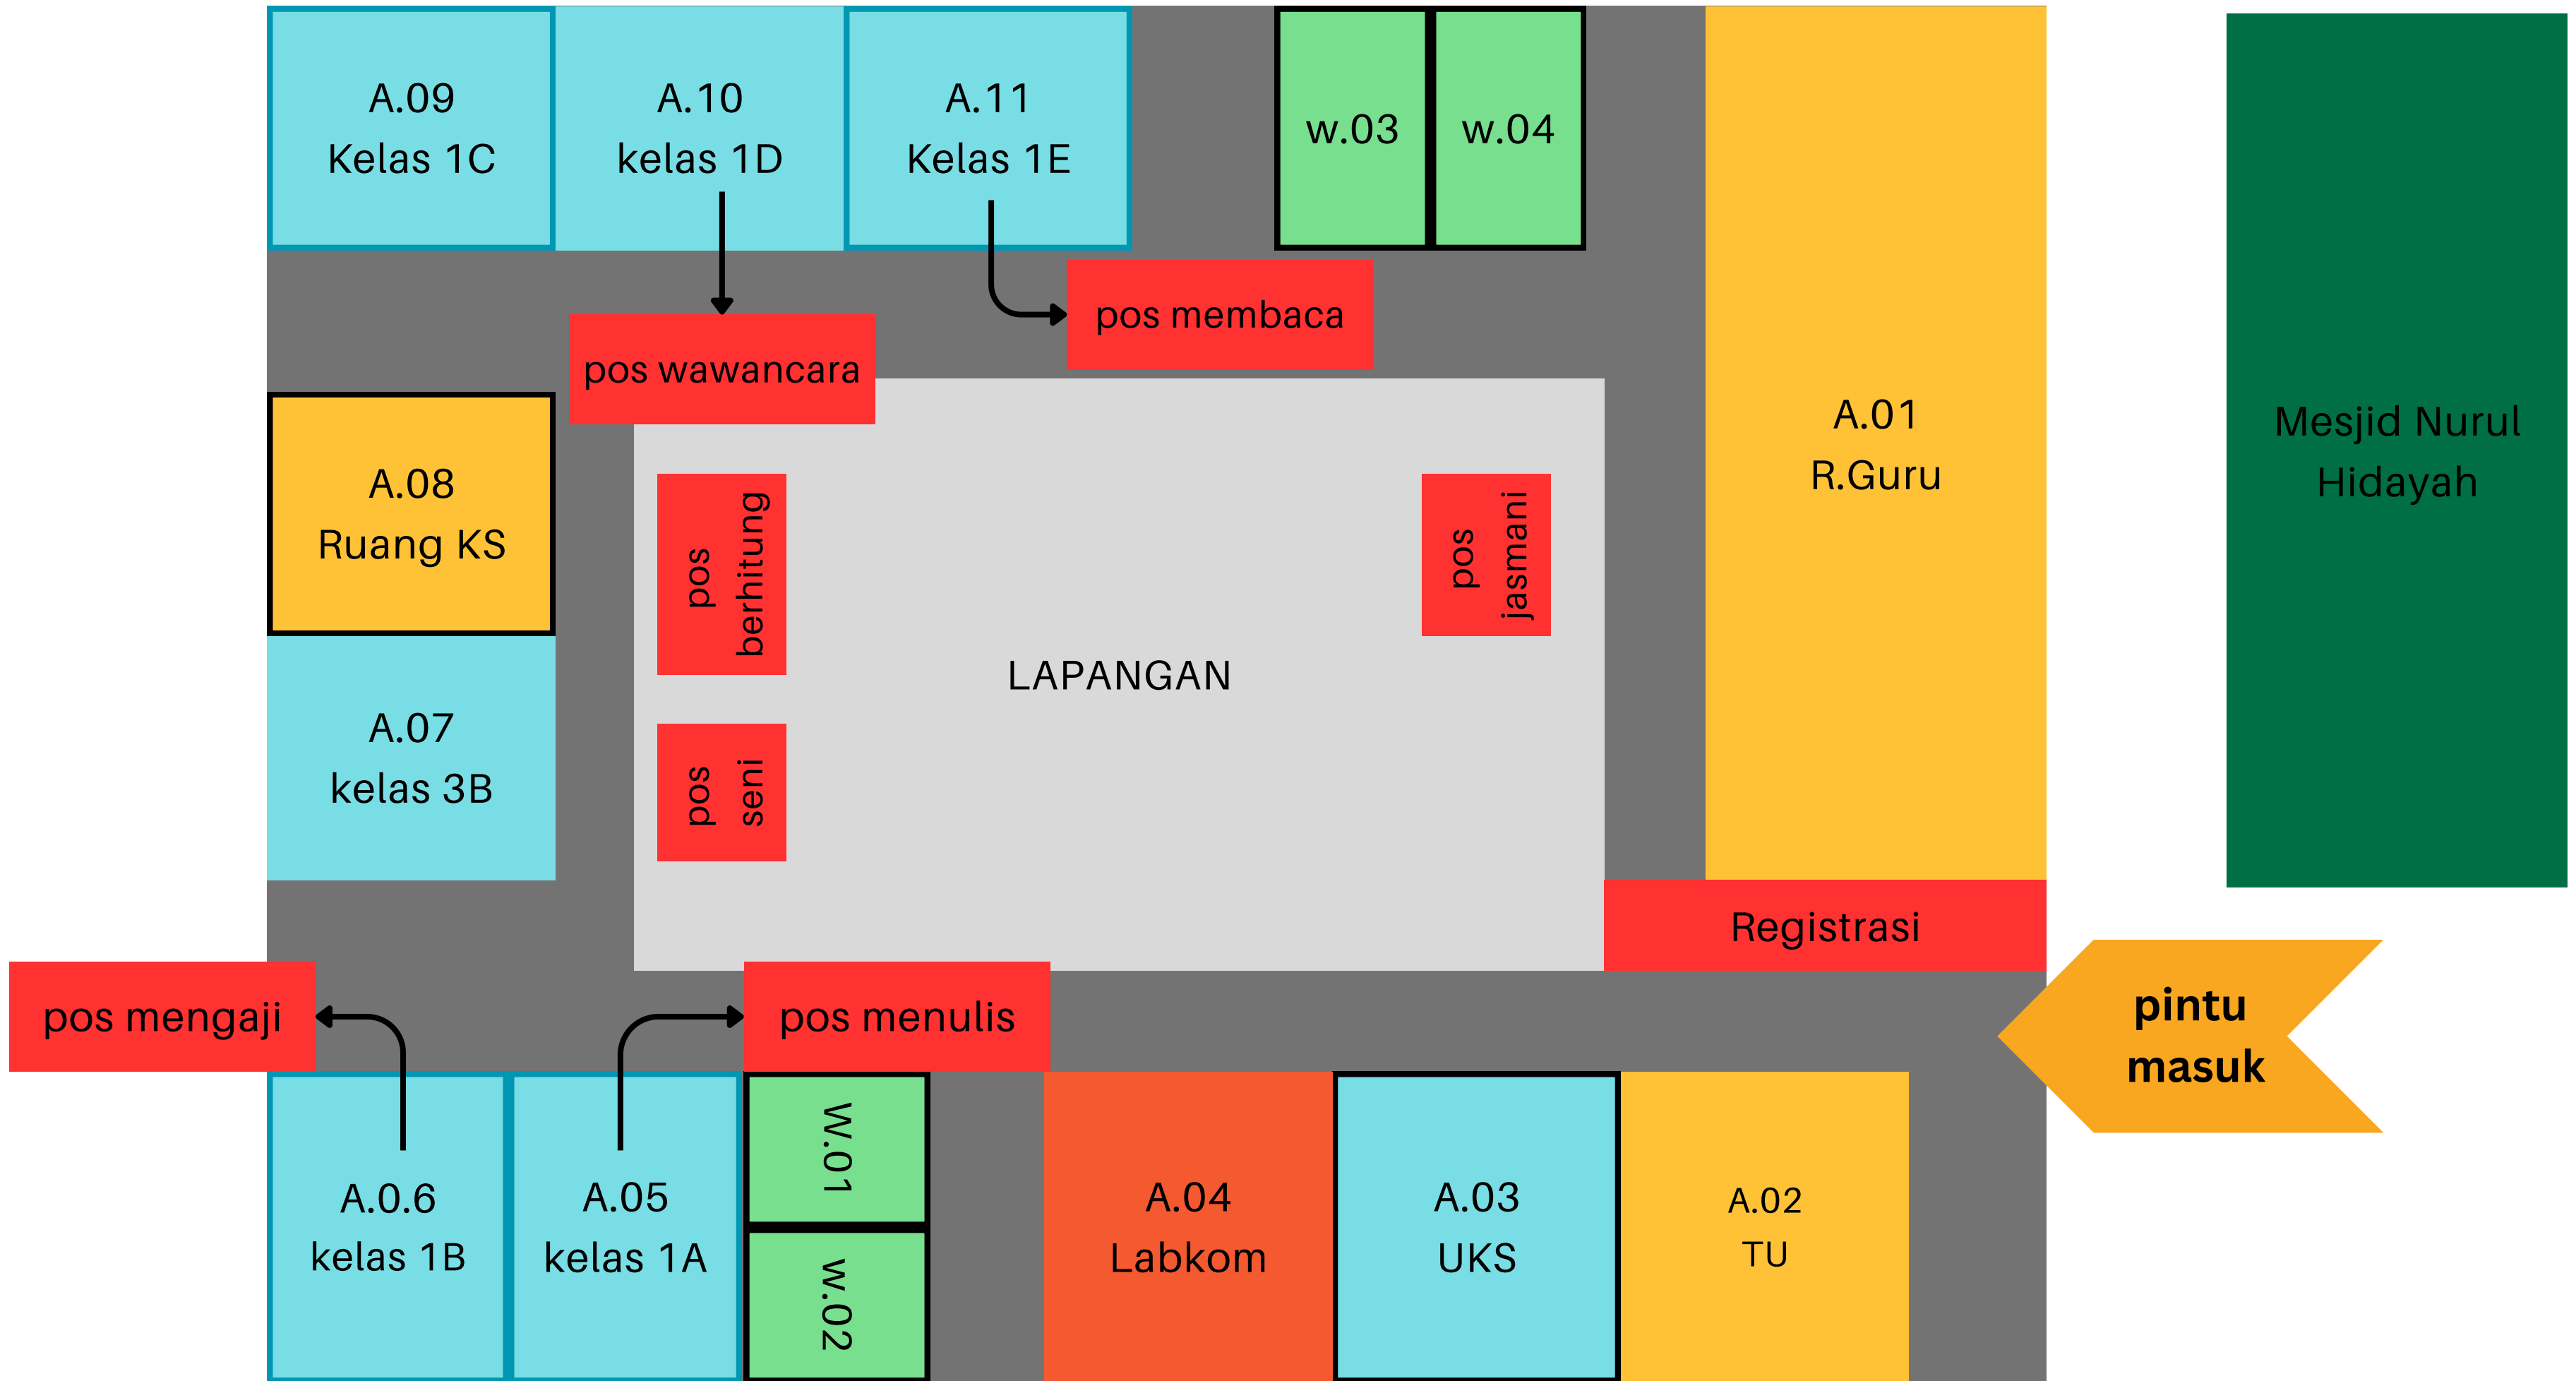 A.09
Kelas 1C
A.10
kelas 1D
A.11
Kelas 1E
w.03
w.04
pos membaca
pos wawancara
A.01
R.Guru
Mesjid Nurul
Hidayah
A.08
Ruang KS
pos
berhitung
pos
jasmani
LAPANGAN
A.07
kelas 3B
pos
seni
Registrasi
pos mengaji
pos menulis
pintu
masuk
A.0.6
kelas 1B
A.05
kelas 1A
W.01
w.02
A.04
Labkom
A.03
UKS
A.02
TU